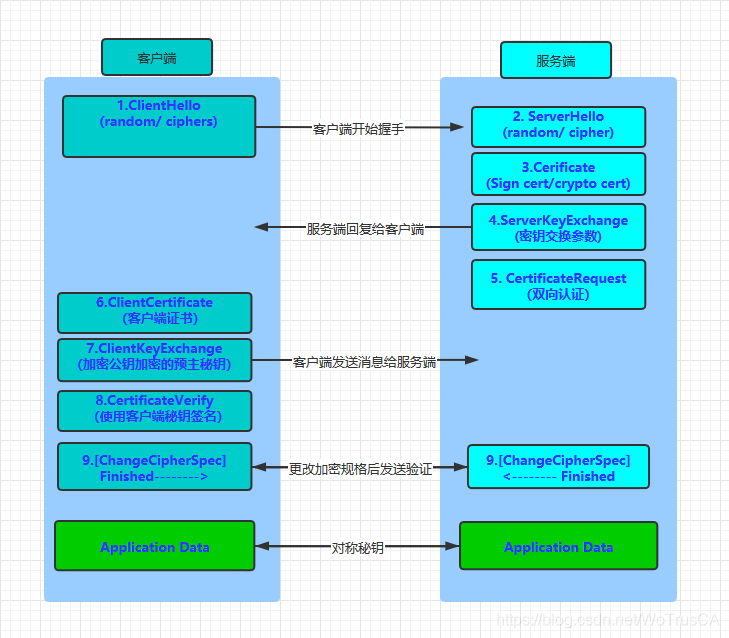 客户端
服务端
1.ClientHello
(random/ ciphers)
客户端开始握手
2. ServerHello
(random/ cipher)
3.Cerificate
(Sign cert/crypto cert)
服务端回复给客户端
4.ServerKeyExchange
(密钥交换参数)
5. CertificateRequest
(双向认证)
6.ClientCertificate
(客户端证书)
7.ClientKeyExchange
(加密公钥加密的预主秘钥)
客户端发送消息给服务端
8.CertificateVerify
(使用客户端秘钥签名)
9.[ChangeCipherSpec]
Finished-------->
更改加密规格后发送验证
9.[ChangeCipherSpec]
<-------- Finished
Application Data
对称秘钥
Application Data
https://blog.csdn.net/WoTrusCA